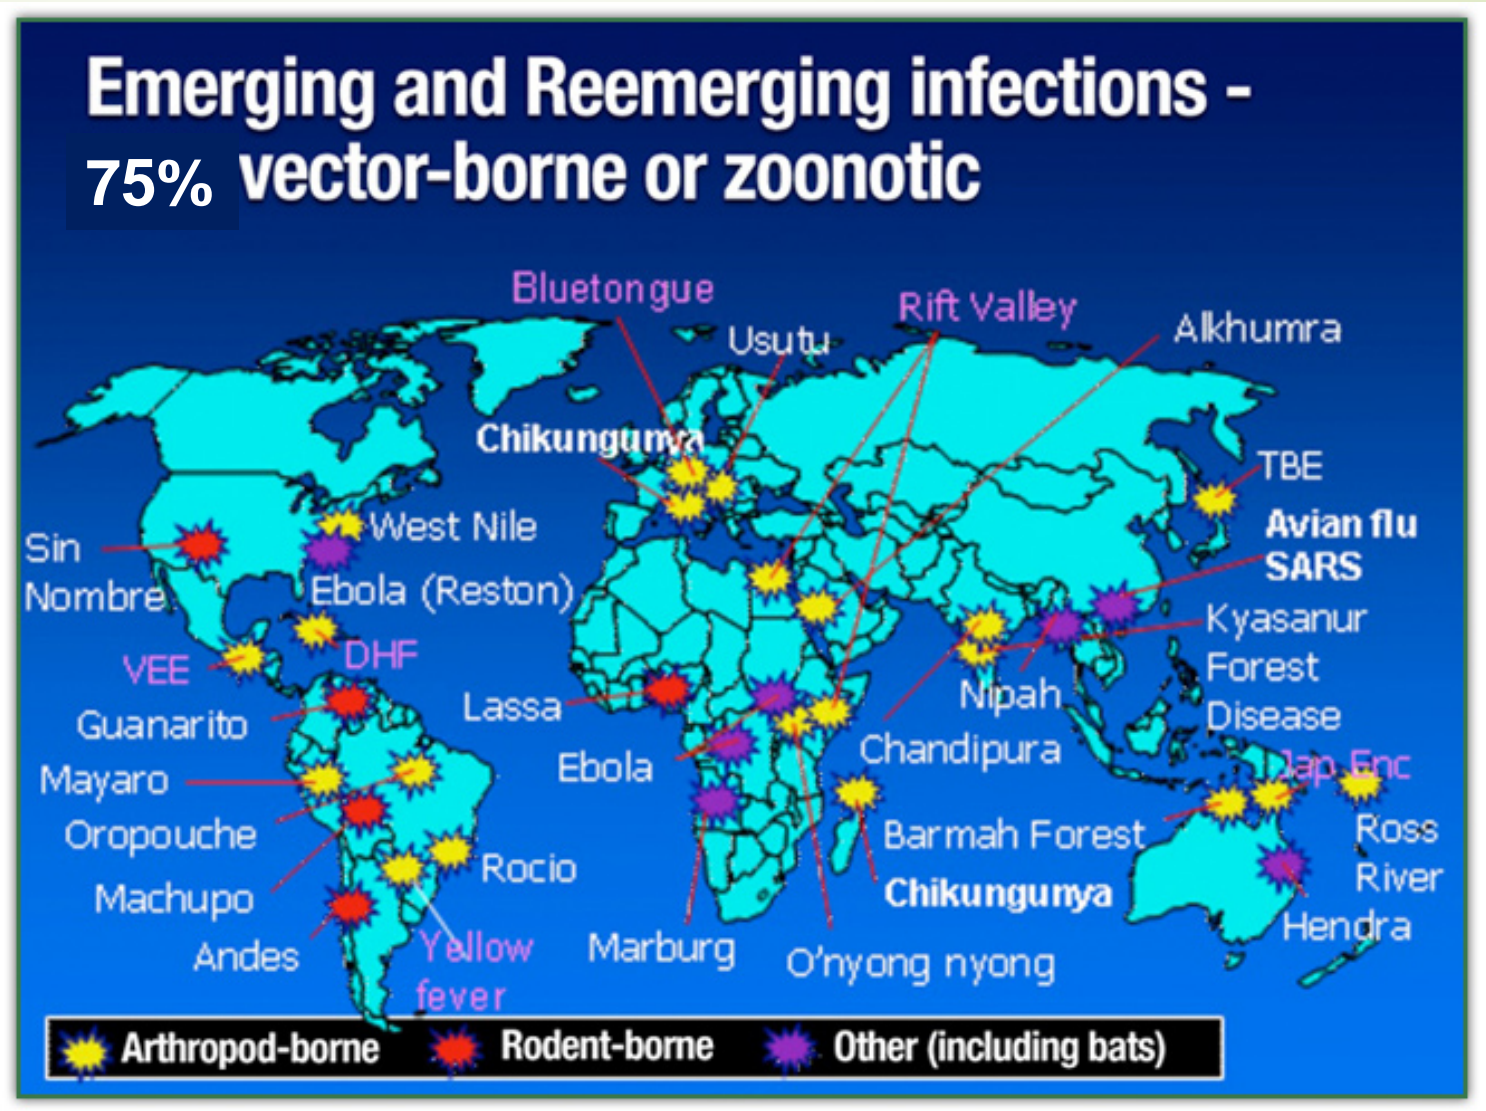 Emerging and Reemerging infections -
75% vector-borne or zoonotic
Bluetongue
Rift Valley
Alkhumra
Usutu
Chikungunya
TBE
West Nile
Avian flu
SARS
Sin
Nombre
Ebola (Reston)
Kyasanur
Forest
Disease
VEE
DHF
Guanarito
Lassa
Nipah
Chandipura
Ebola
Mayaro
Jap Enc
Oropouche
Barmah Forest
Ross
River
Rocio
Machupo
Chikungunya
Hendra
Andes
Yellow
fever
Marburg
O'nyong nyong
Arthropod-borne
Rodent-borne
Other (including bats)